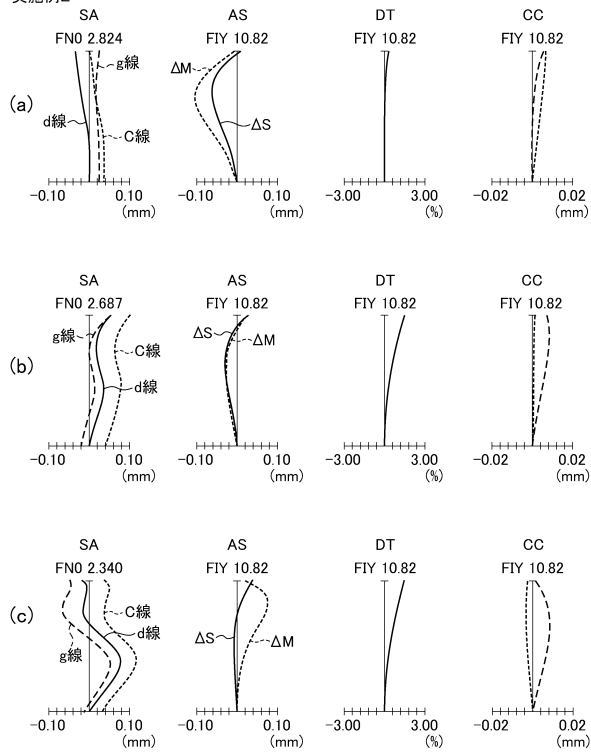 SA AS DT CC
FNO 2.824 FIY 10.82 FIY 10.82 FIY 10.82
(a)
g線
d線
C線
ΔM
ΔS
-0.10 0.10 -0.10 0.10 -3.00 3.00 -0.02 0.02
(mm) (mm) (%) (mm)
SA AS DT CC
FNO 2.687 FIY 10.82 FIY 10.82 FIY 10.82
(b)
g線
C線
d線
ΔS
ΔM
-0.10 0.10 -0.10 0.10 -3.00 3.00 -0.02 0.02
(mm) (mm) (%) (mm)
SA AS DT CC
FNO 2.340 FIY 10.82 FIY 10.82 FIY 10.82
(c)
C線
d線
g線
ΔS
ΔM
-0.10 0.10 -0.10 0.10 -3.00 3.00 -0.02 0.02
(mm) (mm) (%) (mm)